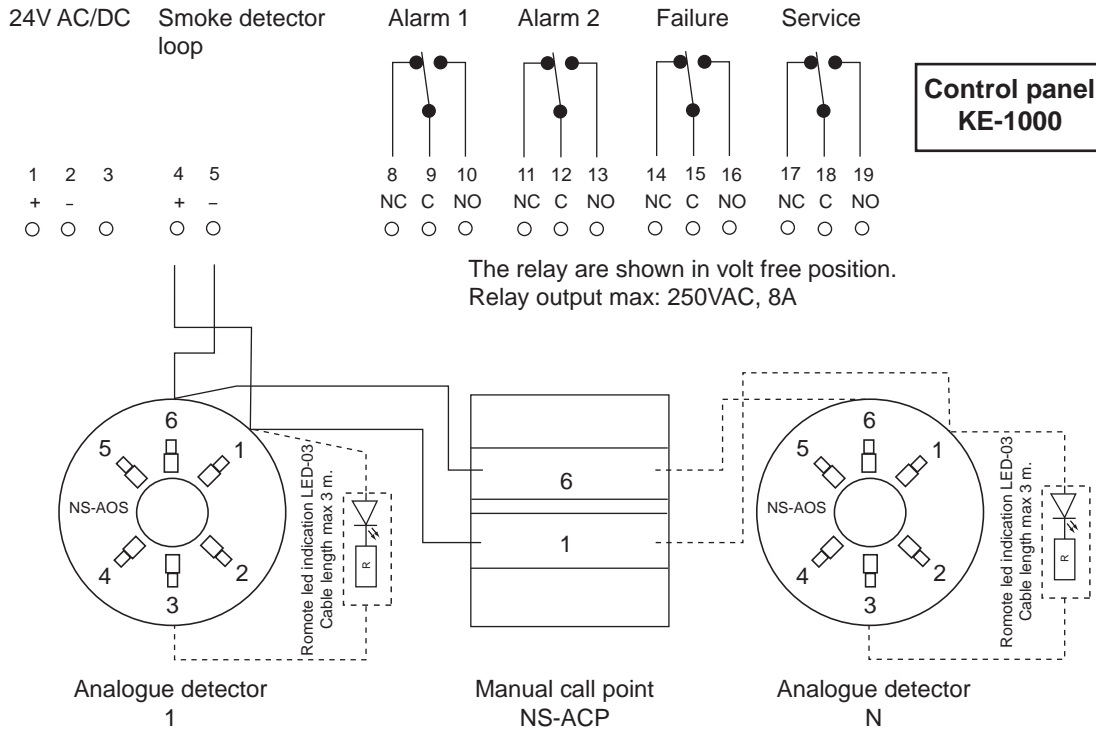 24V AC/DC
Smoke detector
loop
Alarm 1
Alarm 2
Failure
Service
Control panel
KE-1000
1 2 3 4 5 8 9 10 11 12 13 14 15 16 17 18 19
+ – + – NC C NO NC C NO NC C NO NC C NO
The relay are shown in volt free position.
Relay output max: 250VAC, 8A
6
5 1
NS-AOS
4 2
3
Romote led indication LED-03
Cable length max 3 m.
R
6
1
6
5 1
NS-AOS
4 2
3
Romote led indication LED-03
Cable length max 3 m.
R
Analogue detector
1
Manual call point
NS-ACP
Analogue detector
N